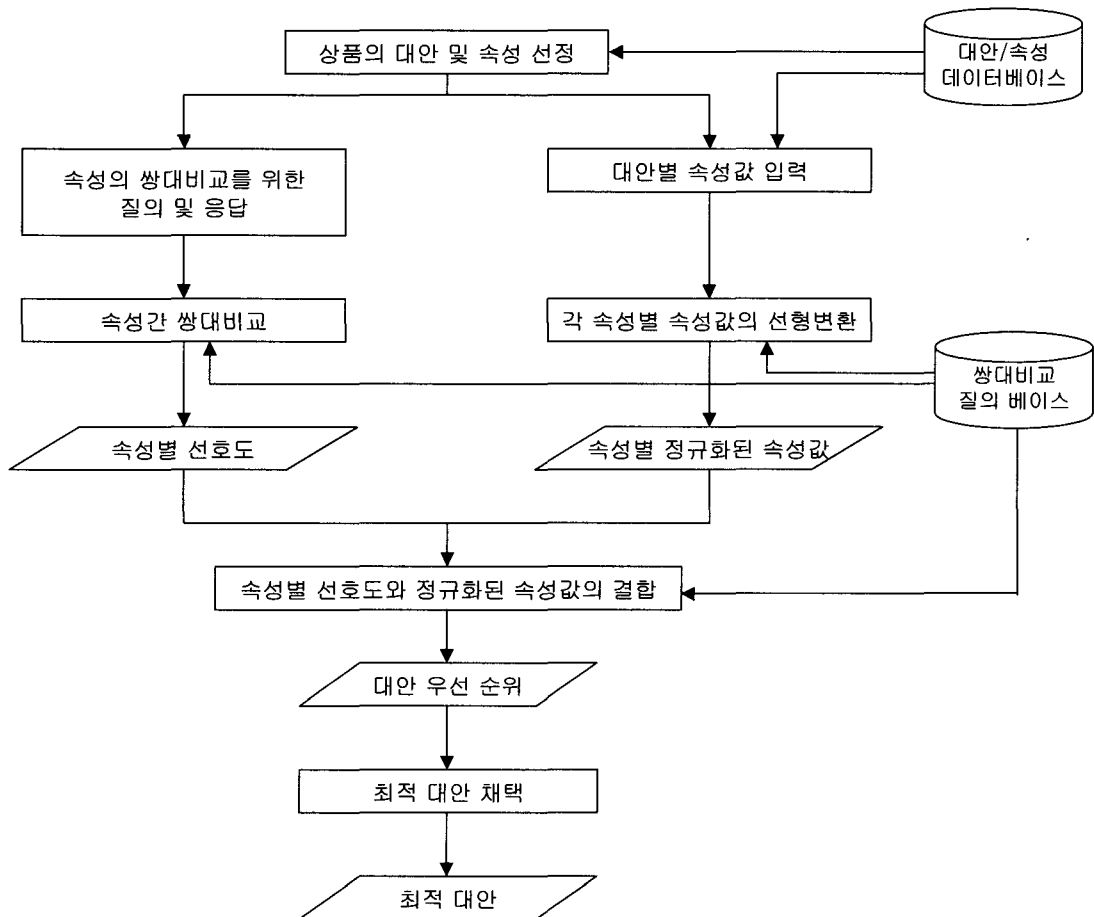 상품의 대안 및 속성 선정
대안/속성
데이터베이스
속성의 쌍대비교를 위한
질의 및 응답
대안별 속성값 입력
속성간 쌍대비교
각 속성별 속성값의 선형변환
쌍대비교
질의 베이스
속성별 선호도
속성별 정규화된 속성값
속성별 선호도와 정규화된 속성값의 결합
대안 우선 순위
최적 대안 채택
최적 대안